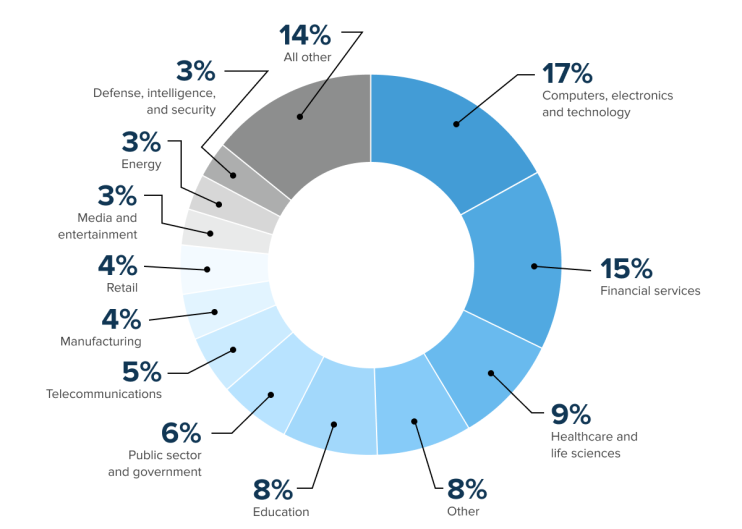 14%
All other
17%
Computers, electronics
and technology
3%
Defense, intelligence,
and security
3%
Energy
3%
Media and
entertainment
4%
Retail
15%
Financial services
4%
Manufacturing
5%
Telecommunications
9%
Healthcare and
life sciences
6%
Public sector
and government
8%
Education
8%
Other